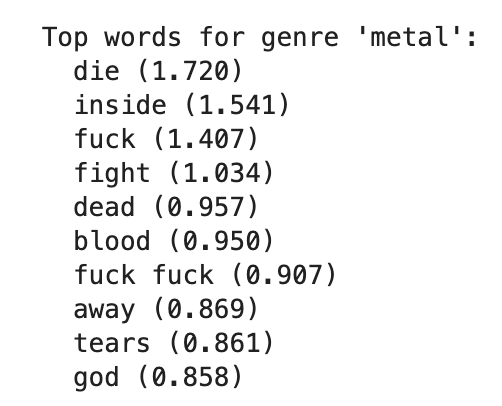 Top words for genre 'metal':
die (1.720)
inside (1.541)
fuck (1.407)
fight (1.034)
dead (0.957)
blood (0.950)
fuck fuck (0.907)
away (0.869)
tears (0.861)
god (0.858)